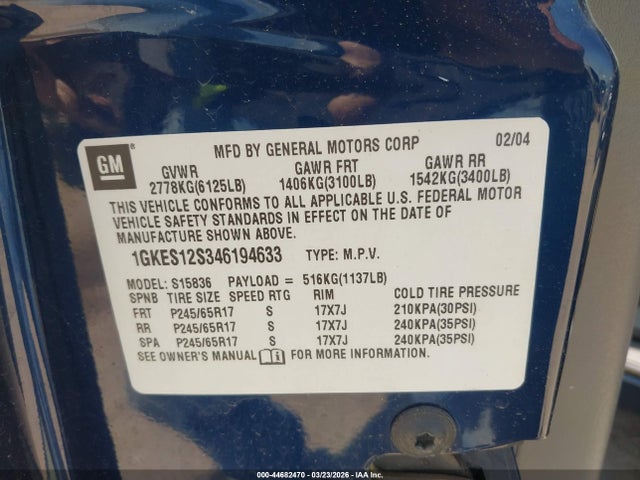 MFD BY GENERAL MOTORS CORP 02/04
GM
GVWR GAWR FRT GAWR RR
2778KG(6125LB) 1406KG(3100LB) 1542KG(3400LB)
THIS VEHICLE CONFORMS TO ALL APPLICABLE U.S. FEDERAL MOTOR
VEHICLE SAFETY STANDARDS IN EFFECT ON THE DATE OF
MANUFACTURE SHOWN ABOVE.
1GKES12S346194633 TYPE: M.P.V.
MODEL: S15836 PAYLOAD = 516KG(1137LB)
SPNB TIRE SIZE SPEED RTG RIM COLD TIRE PRESSURE
FRT P245/65R17 S 17X7J 210KPA(30PSI)
RR P245/65R17 S 17X7J 240KPA(35PSI)
SPA P245/65R17 S 17X7J 240KPA(35PSI)
SEE OWNER'S MANUAL FOR MORE INFORMATION.
000-44682470 | 03/23/2026 | IAAI.COM